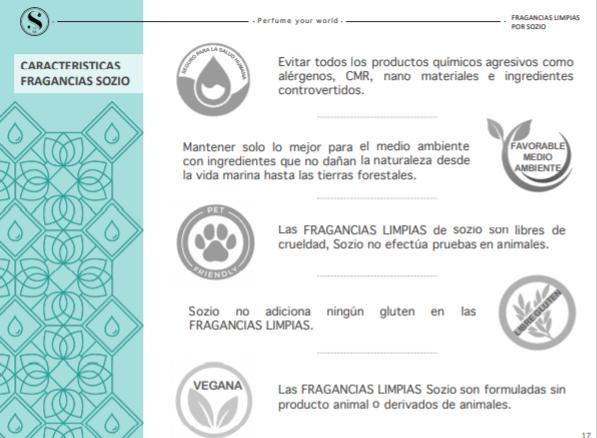 S
- Perfume your world -
FRAGANCIAS LIMPIAS
POR SOZIO
CARACTERISTICAS
FRAGANCIAS SOZIO
SEGURO PARA LA SALUD HUMANA
Evitar todos los productos químicos agresivos como
alérgenos, CMR, nano materiales e ingredientes
controvertidos.
Mantener solo lo mejor para el medio ambiente
con ingredientes que no dañan la naturaleza desde
la vida marina hasta las tierras forestales.
FAVORABLE
MEDIO
AMBIENTE
PET
FRIENDLY
Las FRAGANCIAS LIMPIAS de sozio son libres de
crueldad, Sozio no efectúa pruebas en animales.
Sozio no adiciona ningún gluten en las
FRAGANCIAS LIMPIAS.
LIBRE GLUTEN
VEGANA
Las FRAGANCIAS LIMPIAS Sozio son formuladas sin
producto animal o derivados de animales.
17